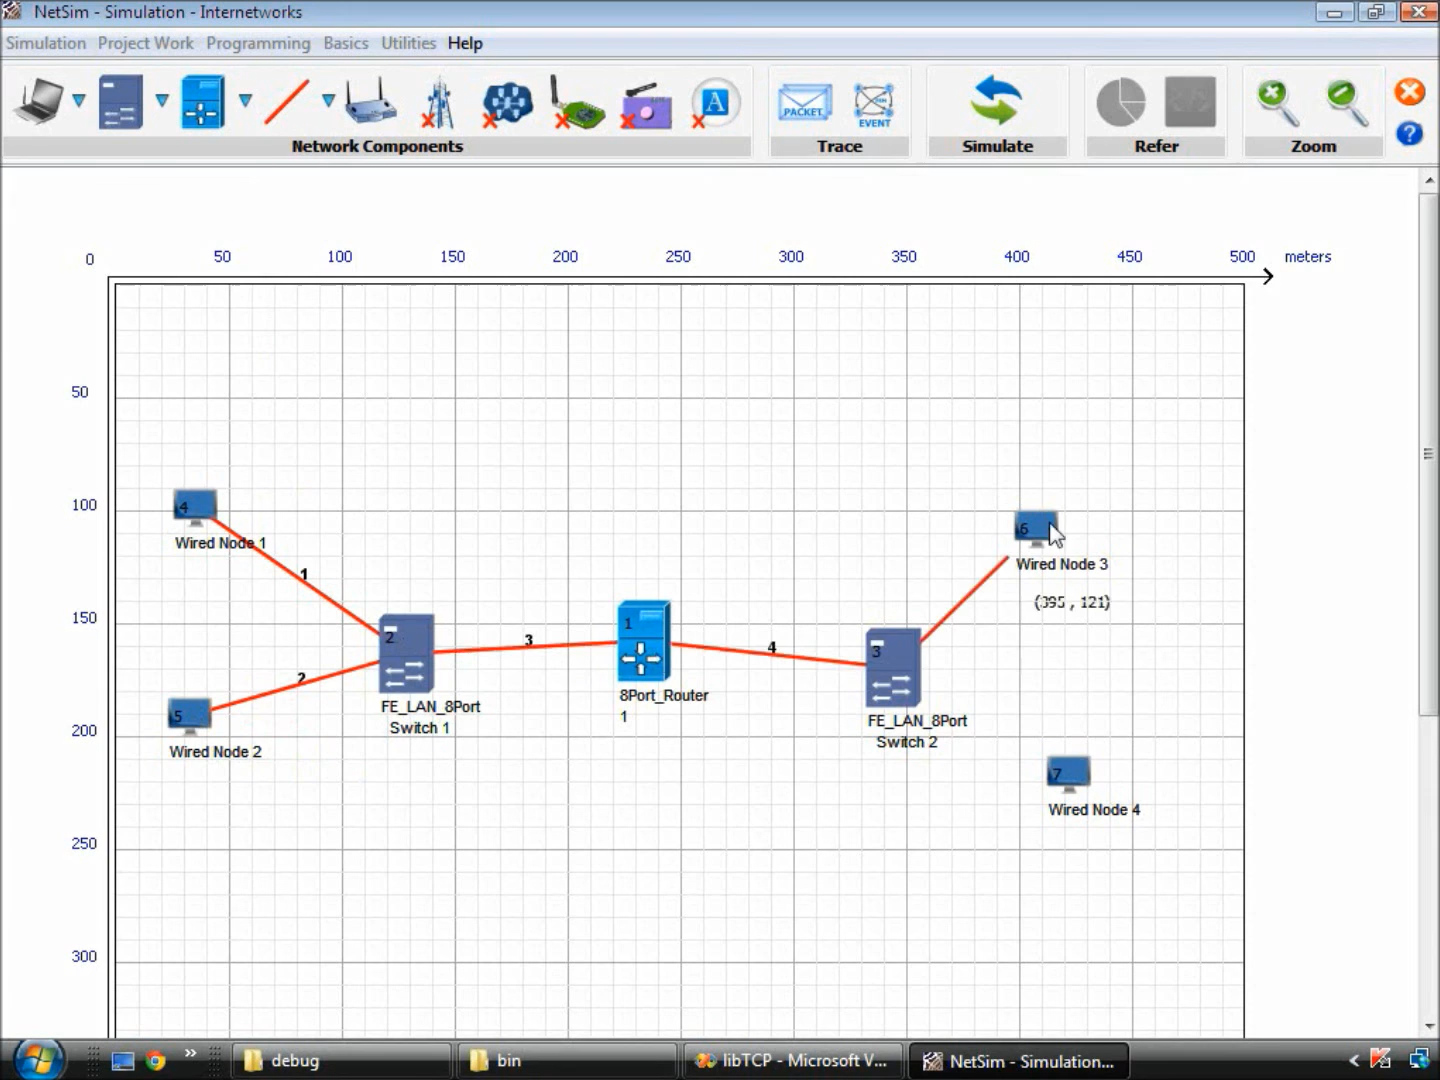 NetSim - Simulation - Internetworks
Simulation Project Work Programming Basics Utilities Help
A
PACKET
EVENT
?
Network Components
Trace
Simulate
Refer
Zoom
0 50 100 150 200 250 300 350 400 450 500 meters
50
100
150
200
250
300
4
Wired Node 1
1
5
Wired Node 2
2
2
FE_LAN_8Port
Switch 1
3
1
8Port_Router
1
4
3
FE_LAN_8Port
Switch 2
6
Wired Node 3
(395 , 121)
7
Wired Node 4
» debug bin libTCP - Microsoft V... NetSim - Simulation... <